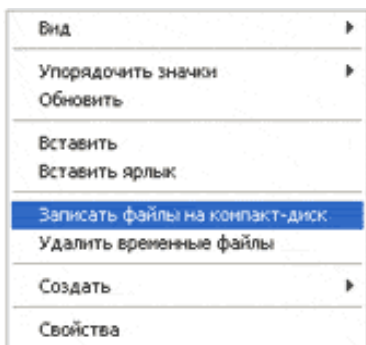 Вид
Упорядочить значки
Обновить
Вставить
Вставить ярлык
Записать файлы на компакт-диск
Удалить временные файлы
Создать
Свойства